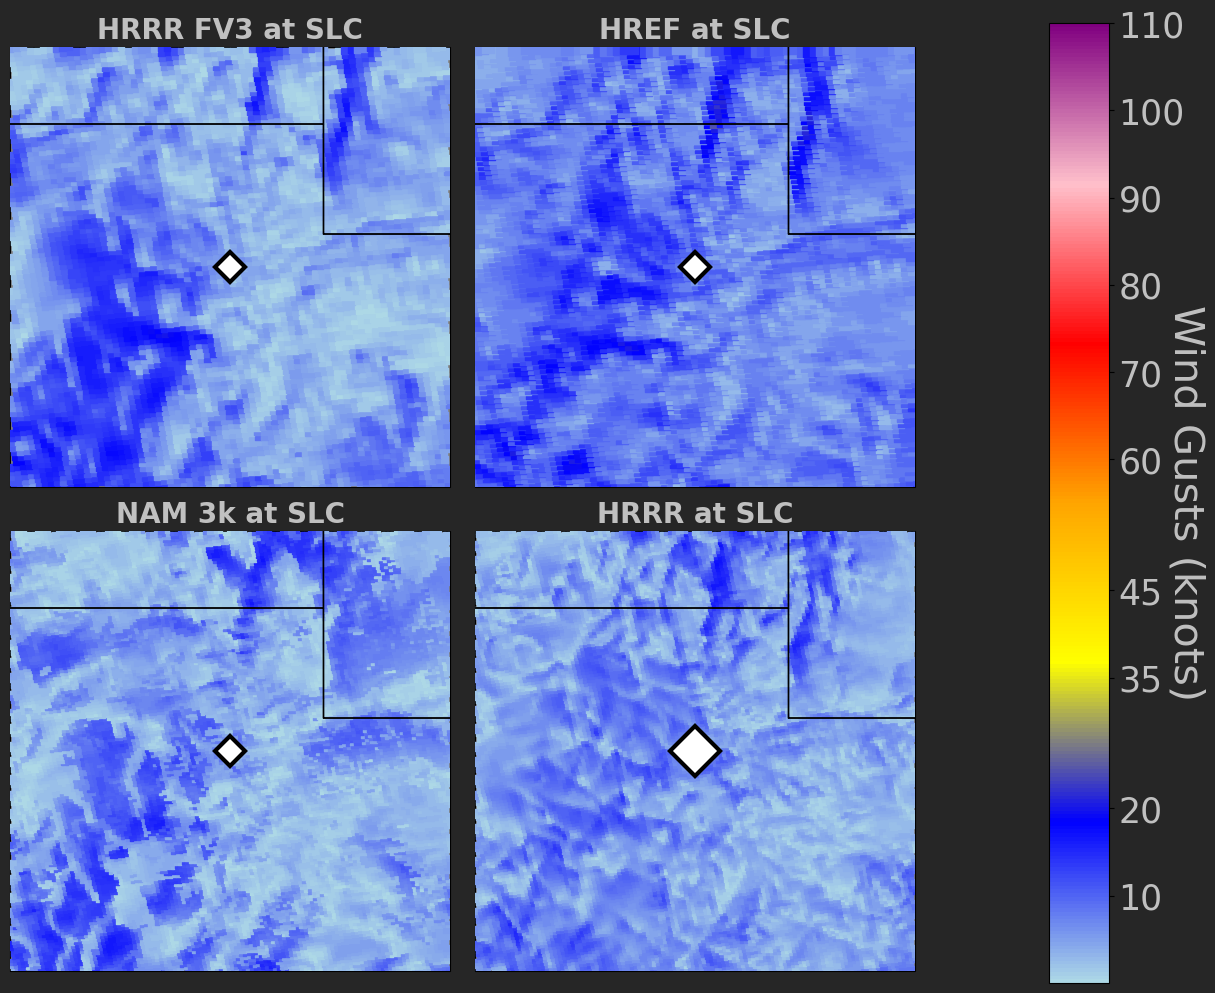 HRRR FV3 at SLC
HREF at SLC
NAM 3k at SLC
HRRR at SLC
110
100
90
80
70
60
45
35
20
10
Wind Gusts (knots)